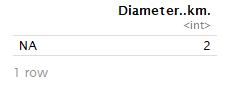 Diameter..km.
<int>
NA 2
1 row